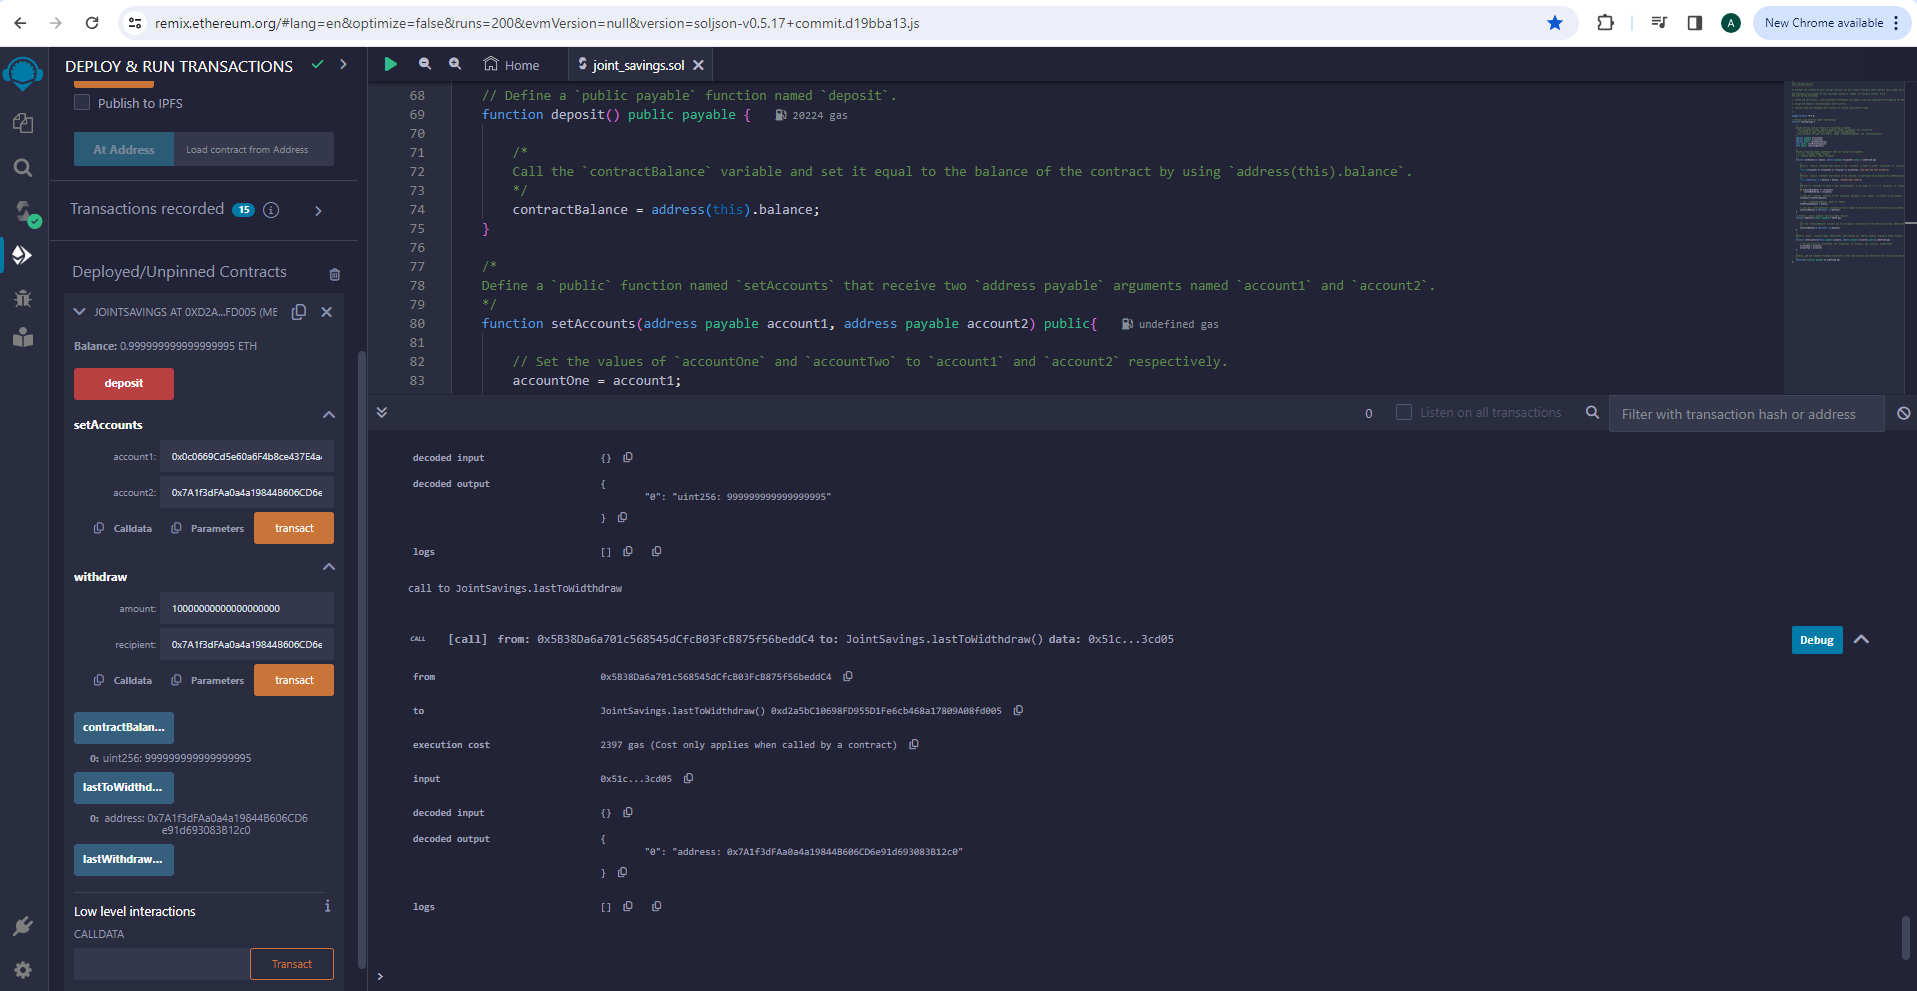 remix.ethereum.org/#lang=en&optimize=false&runs=200&evmVersion=null&version=soljson-v0.5.17+commit.d19bba13.js
A
New Chrome available
DEPLOY & RUN TRANSACTIONS
Publish to IPFS
At Address
Load contract from Address
Transactions recorded 15 i
Deployed/Unpinned Contracts
JOINTSAVINGS AT 0XD2A...FD005 (ME
Balance: 0.999999999999999995 ETH
deposit
setAccounts
account1: 0x0c0669Cd5e60a6F4b8ce437E4a
account2: 0x7A1f3dFAa0a4a19844B606CD6e
Calldata Parameters transact
withdraw
amount: 10000000000000000000
recipient: 0x7A1f3dFAa0a4a19844B606CD6e
Calldata Parameters transact
contractBalan...
0: uint256: 999999999999999995
lastToWidthd...
0: address: 0x7A1f3dFAa0a4a19844B606CD6
e91d693083B12c0
lastWithdraw...
Low level interactions i
CALLDATA
Transact
Home
joint_savings.sol
68 // Define a `public payable` function named `deposit`.
69 function deposit() public payable { 20224 gas
70
71 /*
72 Call the `contractBalance` variable and set it equal to the balance of the contract by using `address(this).balance`.
73 */
74 contractBalance = address(this).balance;
75 }
76
77 /*
78 Define a `public` function named `setAccounts` that receive two `address payable` arguments named `account1` and `account2`.
79 */
80 function setAccounts(address payable account1, address payable account2) public{ undefined gas
81
82 // Set the values of `accountOne` and `accountTwo` to `account1` and `account2` respectively.
83 accountOne = account1;
0
Listen on all transactions
Filter with transaction hash or address
decoded input {}
decoded output {
"0": "uint256: 999999999999999995"
}
logs []
call to JointSavings.lastToWidthdraw
CALL [call] from: 0x5B38Da6a701c568545dCfcB03FcB875f56beddC4 to: JointSavings.lastToWidthdraw() data: 0x51c...3cd05
Debug
from 0x5B38Da6a701c568545dCfcB03FcB875f56beddC4
to JointSavings.lastToWidthdraw() 0xd2a5bC10698FD955D1Fe6cb468a17809A08fd005
execution cost 2397 gas (Cost only applies when called by a contract)
input 0x51c...3cd05
decoded input {}
decoded output {
"0": "address: 0x7A1f3dFAa0a4a19844B606CD6e91d693083B12c0"
}
logs []
>